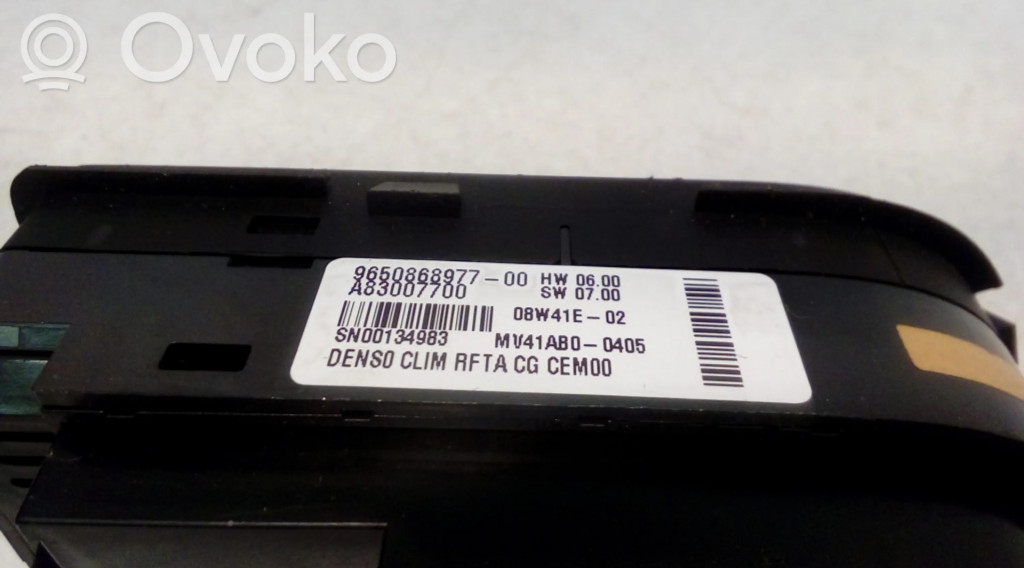 Ovoko
9650868977-00 HW 06.00
A83007700 SW 07.00
08W41E-02
SN00134983 MV41AB0-0405
DENSO CLIM RFTA CG CEM00